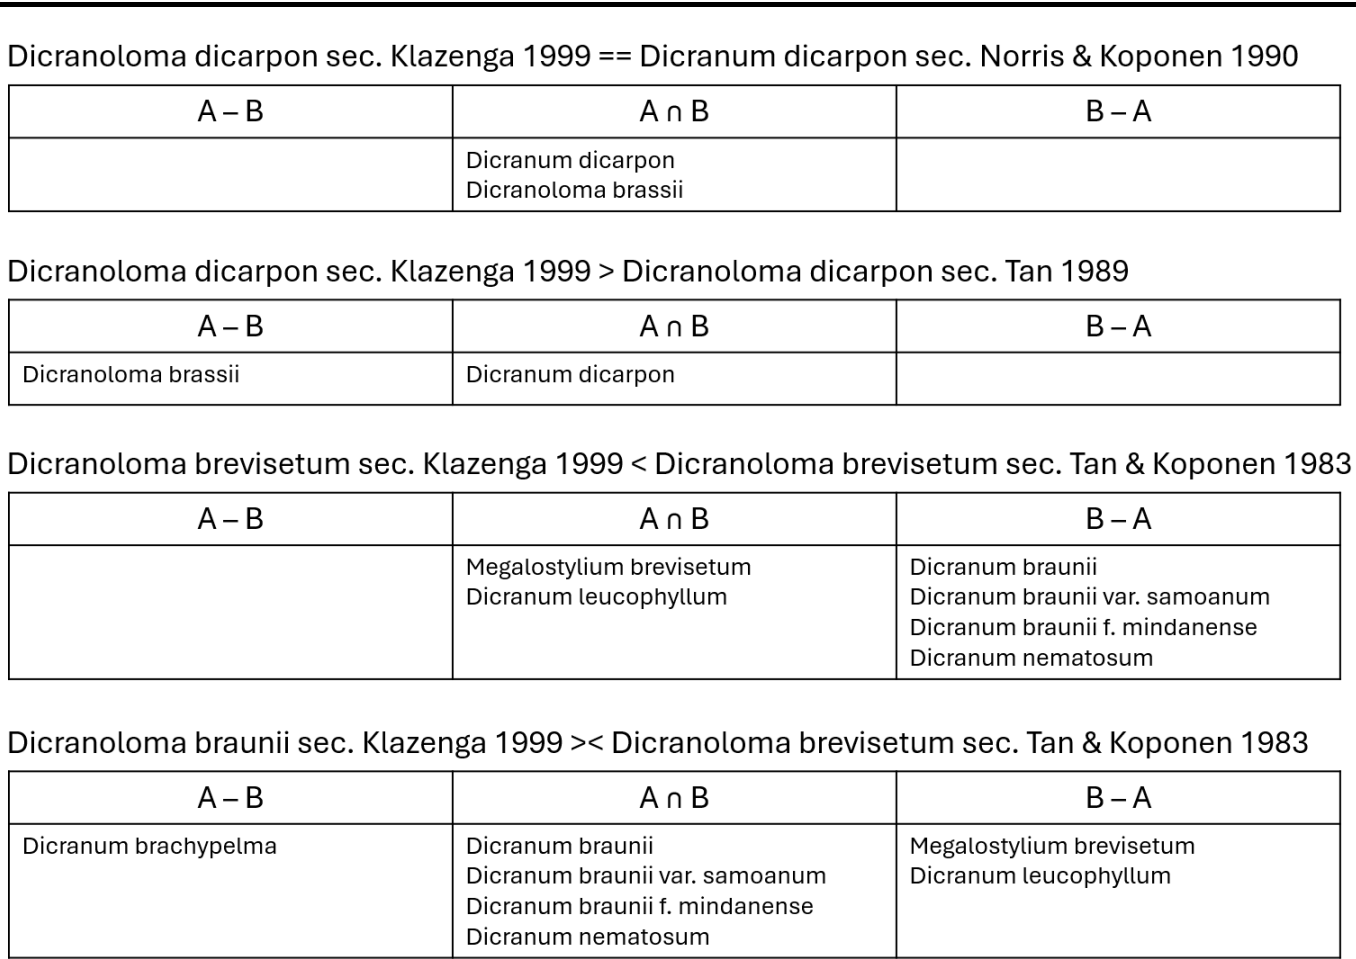 Dicranoloma dicarpon sec. Klazenga 1999 == Dicranum dicarpon sec. Norris & Koponen 1990
A – B A ∩ B B – A
Dicranum dicarpon
Dicranoloma brassii
Dicranoloma dicarpon sec. Klazenga 1999 > Dicranoloma dicarpon sec. Tan 1989
A – B A ∩ B B – A
Dicranoloma brassii Dicranum dicarpon
Dicranoloma brevisetum sec. Klazenga 1999 < Dicranoloma brevisetum sec. Tan & Koponen 1983
A – B A ∩ B B – A
Megalostylium brevisetum Dicranum braunii
Dicranum leucophyllum Dicranum braunii var. samoanum
Dicranum braunii f. mindanense
Dicranum nematosum
Dicranoloma braunii sec. Klazenga 1999 >< Dicranoloma brevisetum sec. Tan & Koponen 1983
A – B A ∩ B B – A
Dicranum brachypelma Dicranum braunii Megalostylium brevisetum
Dicranum braunii var. samoanum Dicranum leucophyllum
Dicranum braunii f. mindanense
Dicranum nematosum